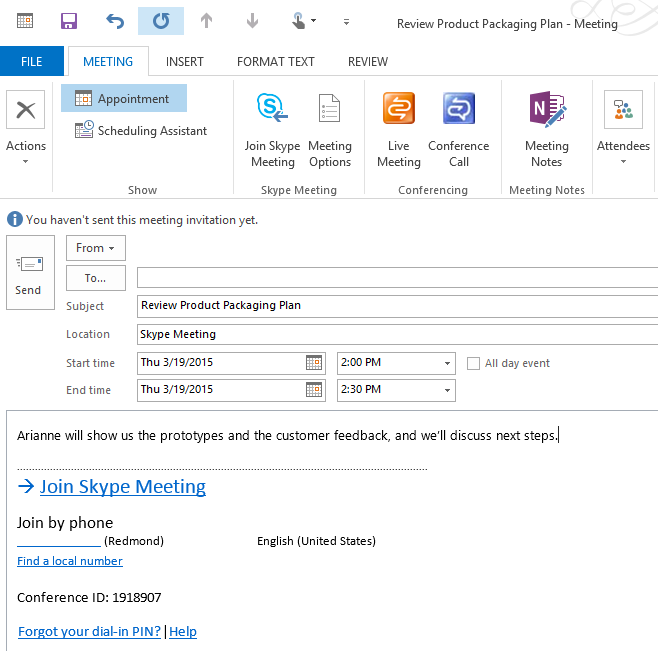 Review Product Packaging Plan - Meeting
FILE MEETING INSERT FORMAT TEXT REVIEW
Actions
Appointment
Scheduling Assistant
Show
Join Skype Meeting
Meeting Options
Skype Meeting
Live Meeting
Conference Call
Conferencing
N
Meeting Notes
Meeting Notes
Attendees
You haven't sent this meeting invitation yet.
Send
From
To...
Subject Review Product Packaging Plan
Location Skype Meeting
Start time Thu 3/19/2015 2:00 PM All day event
End time Thu 3/19/2015 2:30 PM
Arianne will show us the prototypes and the customer feedback, and we'll discuss next steps.
→ Join Skype Meeting
Join by phone
(Redmond) English (United States)
Find a local number
Conference ID: 1918907
Forgot your dial-in PIN? | Help